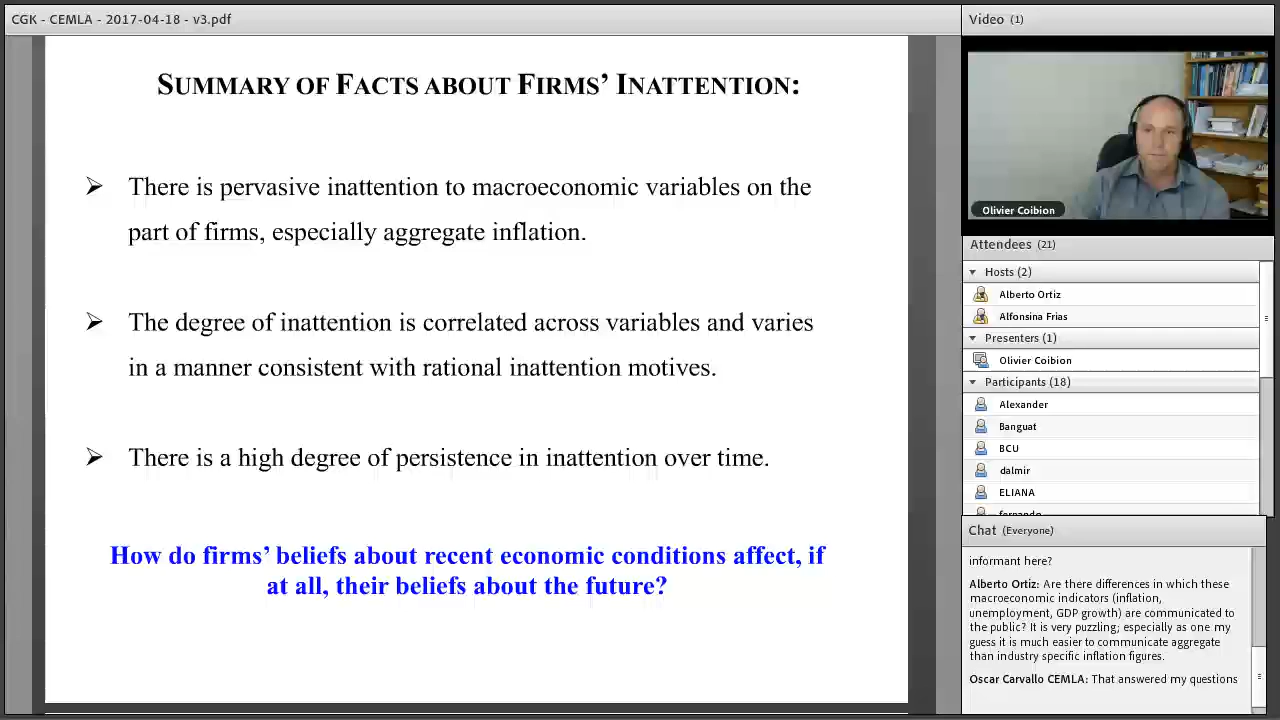 CGK - CEMLA - 2017-04-18 - v3.pdf
SUMMARY OF FACTS ABOUT FIRMS’ INATTENTION:
➢ There is pervasive inattention to macroeconomic variables on the
part of firms, especially aggregate inflation.
➢ The degree of inattention is correlated across variables and varies
in a manner consistent with rational inattention motives.
➢ There is a high degree of persistence in inattention over time.
How do firms’ beliefs about recent economic conditions affect, if
at all, their beliefs about the future?
Video (1)
Olivier Coibion
Attendees (21)
Hosts (2)
Alberto Ortiz
Alfonsina Frias
Presenters (1)
Olivier Coibion
Participants (18)
Alexander
Banguat
BCU
dalmir
ELIANA
Chat (Everyone)
informant here?
Alberto Ortiz: Are there differences in which these
macroeconomic indicators (inflation,
unemployment, GDP growth) are communicated to
the public? It is very puzzling; especially as one my
guess it is much easier to communicate aggregate
than industry specific inflation figures.
Oscar Carvallo CEMLA: That answered my questions